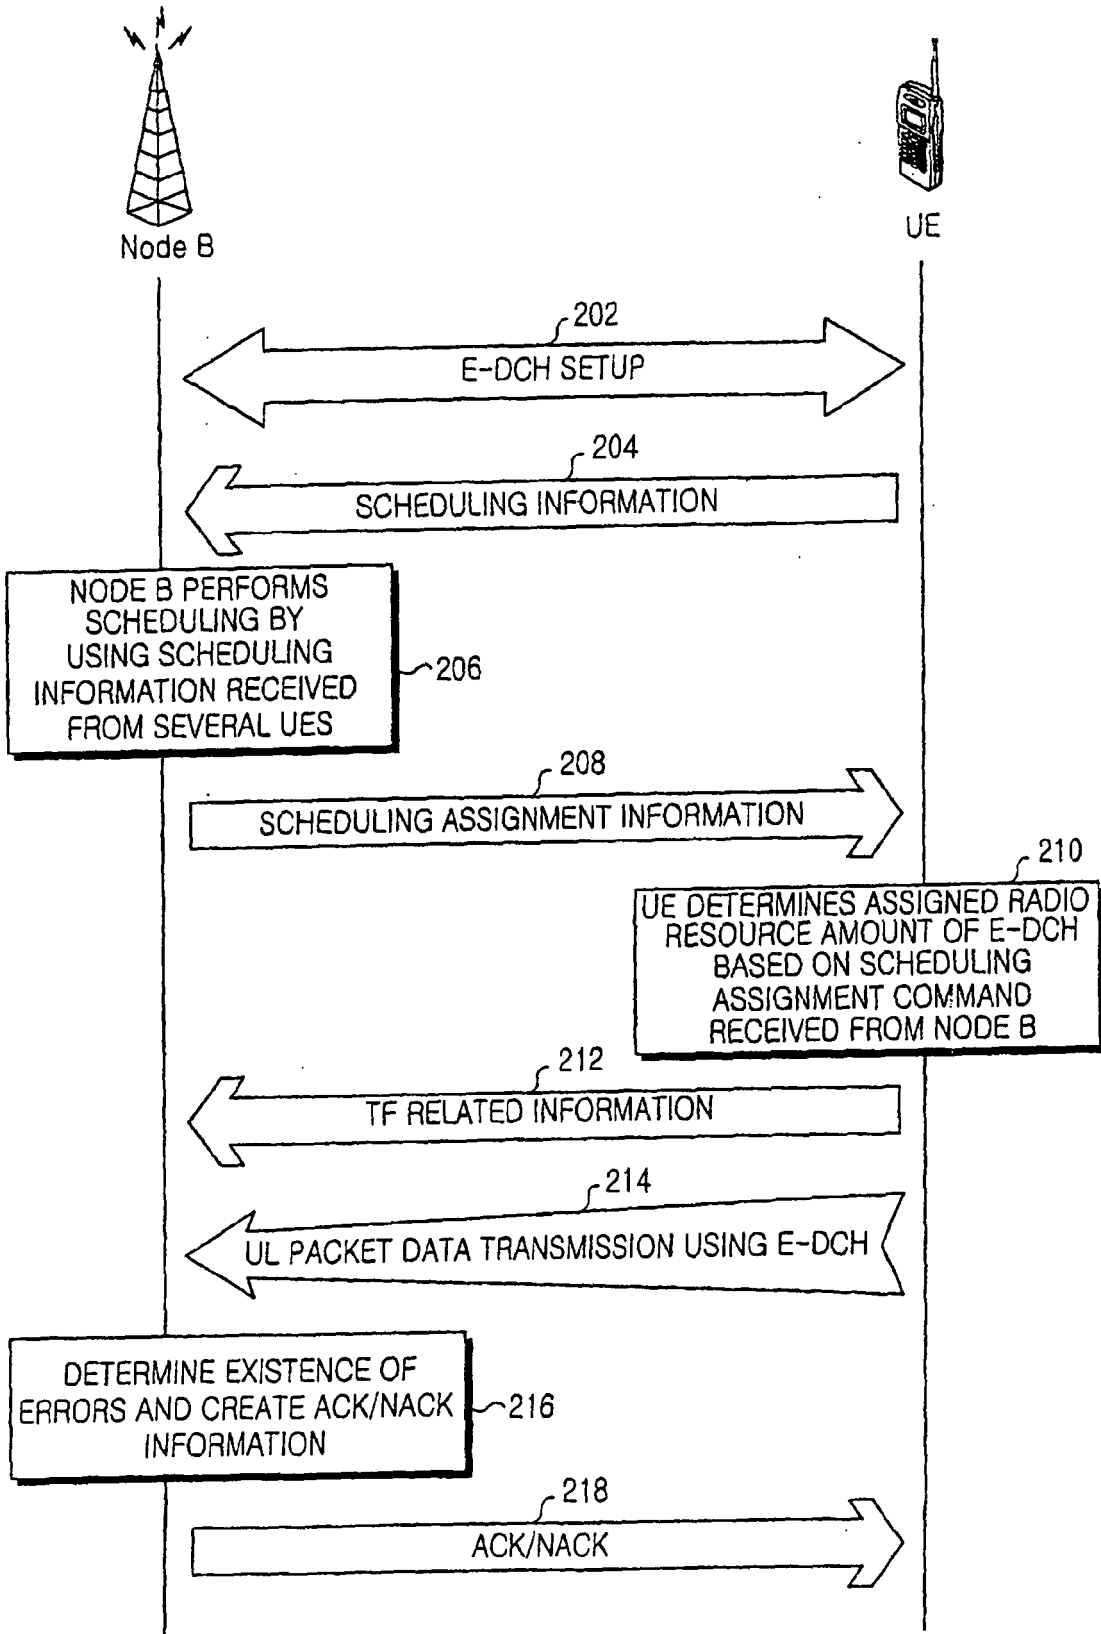 Node B
UE
202
E-DCH SETUP
204
SCHEDULING INFORMATION
NODE B PERFORMS
SCHEDULING BY
USING SCHEDULING
INFORMATION RECEIVED
FROM SEVERAL UES
206
208
SCHEDULING ASSIGNMENT INFORMATION
210
UE DETERMINES ASSIGNED RADIO
RESOURCE AMOUNT OF E-DCH
BASED ON SCHEDULING
ASSIGNMENT COMMAND
RECEIVED FROM NODE B
212
TF RELATED INFORMATION
214
UL PACKET DATA TRANSMISSION USING E-DCH
DETERMINE EXISTENCE OF
ERRORS AND CREATE ACK/NACK
INFORMATION
216
218
ACK/NACK